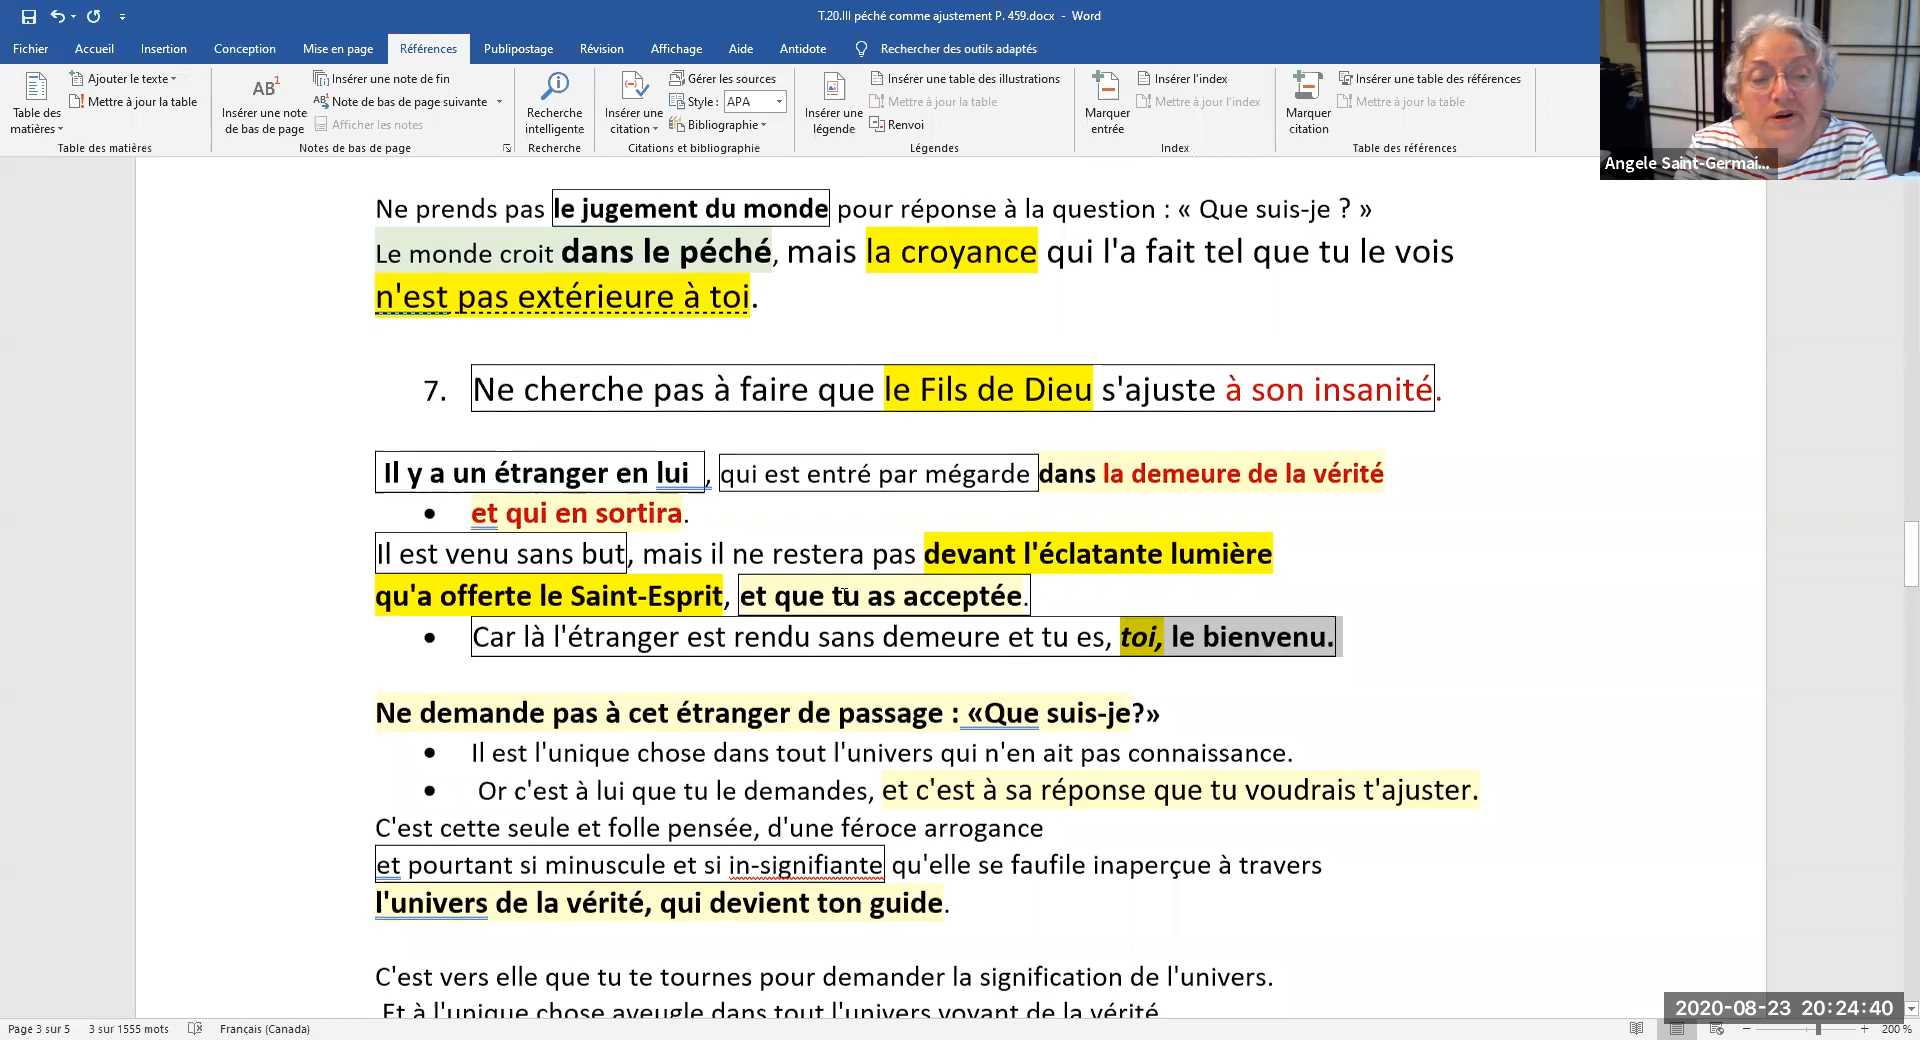 T.20.III péché comme ajustement P. 459.docx - Word
Fichier Accueil Insertion Conception Mise en page Références Publipostage Révision Affichage Aide Antidote Rechercher des outils adaptés
Table des matières
Ajouter le texte
Mettre à jour la table
Table des matières
AB1
Insérer une note de bas de page
Insérer une note de fin
Note de bas de page suivante
Afficher les notes
Notes de bas de page
Recherche intelligente
Recherche
Insérer une citation
Gérer les sources
Style : APA
Bibliographie
Citations et bibliographie
Insérer une légende
Insérer une table des illustrations
Mettre à jour la table
Renvoi
Légendes
Marquer entrée
Insérer l'index
Mettre à jour l'index
Index
Marquer citation
Insérer une table des références
Mettre à jour la table
Table des références
Angele Saint-Germai...
Ne prends pas le jugement du monde pour réponse à la question : « Que suis-je ? »
Le monde croit dans le péché, mais la croyance qui l'a fait tel que tu le vois
n'est pas extérieure à toi.
7. Ne cherche pas à faire que le Fils de Dieu s'ajuste à son insanité.
Il y a un étranger en lui , qui est entré par mégarde dans la demeure de la vérité
• et qui en sortira.
Il est venu sans but, mais il ne restera pas devant l'éclatante lumière
qu'a offerte le Saint-Esprit, et que tu as acceptée.
• Car là l'étranger est rendu sans demeure et tu es, toi, le bienvenu.
Ne demande pas à cet étranger de passage : «Que suis-je?»
• Il est l'unique chose dans tout l'univers qui n'en ait pas connaissance.
• Or c'est à lui que tu le demandes, et c'est à sa réponse que tu voudrais t'ajuster.
C'est cette seule et folle pensée, d'une féroce arrogance
et pourtant si minuscule et si in-signifiante qu'elle se faufile inaperçue à travers
l'univers de la vérité, qui devient ton guide.
C'est vers elle que tu te tournes pour demander la signification de l'univers.
Et à l'unique chose aveugle dans tout l'univers voyant de la vérité
2020-08-23 20:24:40
Page 3 sur 5 3 sur 1555 mots Français (Canada) 200 %